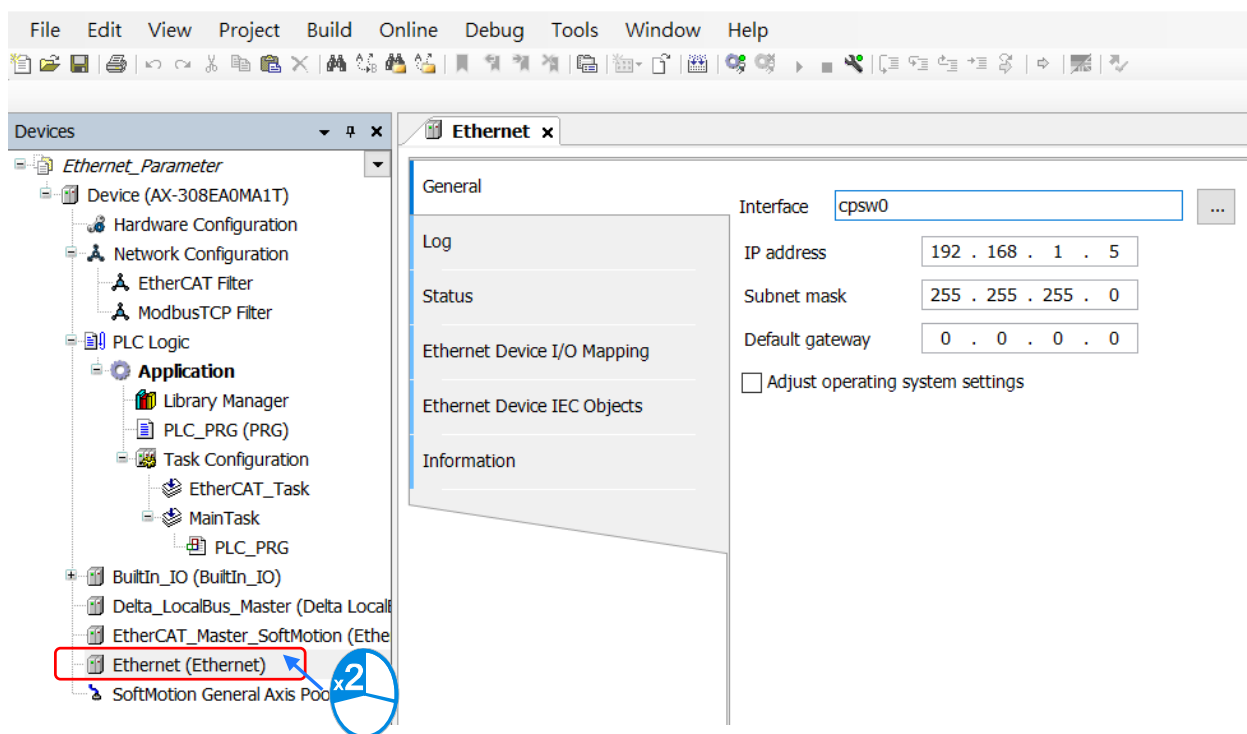 File Edit View Project Build Online Debug Tools Window Help
Devices
Ethernet_Parameter
Device (AX-308EA0MA1T)
Hardware Configuration
Network Configuration
EtherCAT Filter
ModbusTCP Filter
PLC Logic
Application
Library Manager
PLC_PRG (PRG)
Task Configuration
EtherCAT_Task
MainTask
PLC_PRG
BuiltIn_IO (BuiltIn_IO)
Delta_LocalBus_Master (Delta Local
EtherCAT_Master_SoftMotion (Ethe
Ethernet (Ethernet)
SoftMotion General Axis Poo
x2
Ethernet
General
Log
Status
Ethernet Device I/O Mapping
Ethernet Device IEC Objects
Information
Interface cpsw0 ...
IP address 192 . 168 . 1 . 5
Subnet mask 255 . 255 . 255 . 0
Default gateway 0 . 0 . 0 . 0
Adjust operating system settings